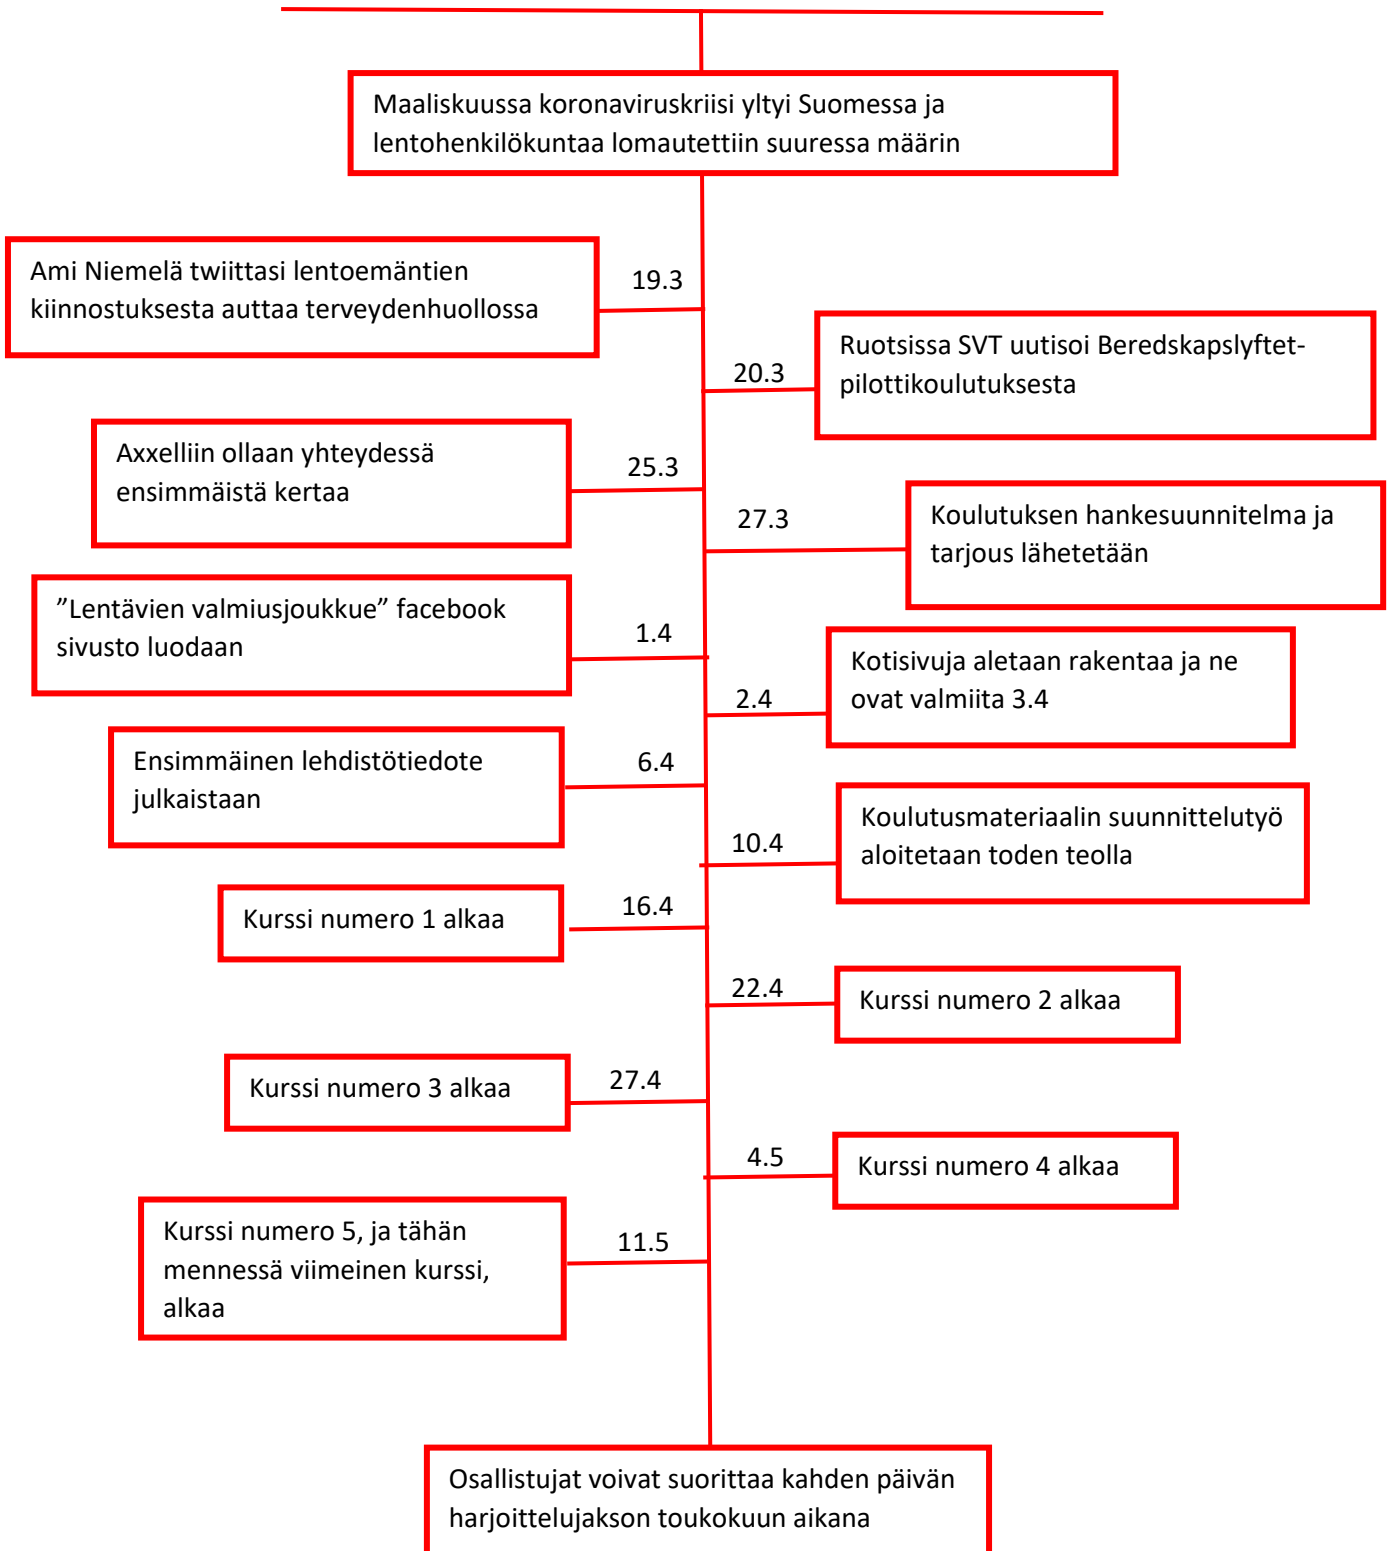 Maaliskuussa koronaviruskriisi yltyi Suomessa ja
lentohenkilökuntaa lomautettiin suuressa määrin
Ami Niemelä twiittasi lentoemäntien
kiinnostuksesta auttaa terveydenhuollossa
19.3
20.3
Ruotsissa SVT uutisoi Beredskapslyftet-
pilottikoulutuksesta
Axxelliin ollaan yhteydessä
ensimmäistä kertaa
25.3
27.3
Koulutuksen hankesuunnitelma ja
tarjous lähetetään
”Lentävien valmiusjoukkue” facebook
sivusto luodaan
1.4
2.4
Kotisivuja aletaan rakentaa ja ne
ovat valmiita 3.4
Ensimmäinen lehdistötiedote
julkaistaan
6.4
10.4
Koulutusmateriaalin suunnittelutyö
aloitetaan toden teolla
Kurssi numero 1 alkaa
16.4
22.4
Kurssi numero 2 alkaa
Kurssi numero 3 alkaa
27.4
4.5
Kurssi numero 4 alkaa
Kurssi numero 5, ja tähän
mennessä viimeinen kurssi,
alkaa
11.5
Osallistujat voivat suorittaa kahden päivän
harjoittelujakson toukokuun aikana